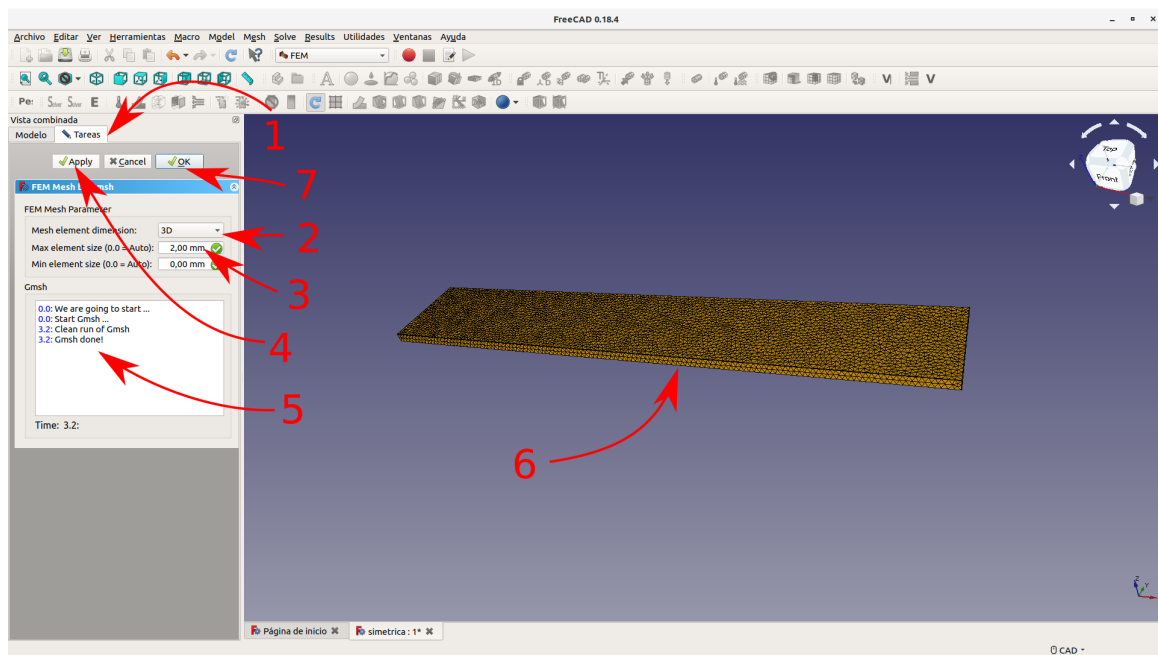 FreeCAD 0.18.4
Archivo Editar Ver Herramientas Macro Model Mesh Solve Results Utilidades Ventanas Ayuda
FEM
Vista combinada
Modelo Tareas
1
Apply Cancel OK
7
FEM Mesh by Gmsh
FEM Mesh Parameter
Mesh element dimension: 3D
2
Max element size (0.0 = Auto): 2,00 mm
Min element size (0.0 = Auto): 0,00 mm
3
Gmsh
0.0: We are going to start ...
0.0: Start Gmsh ...
3.2: Clean run of Gmsh
3.2: Gmsh done!
4
5
Time: 3.2:
6
Top
Front
Z
Y
Página de inicio
simetrica : 1*
CAD